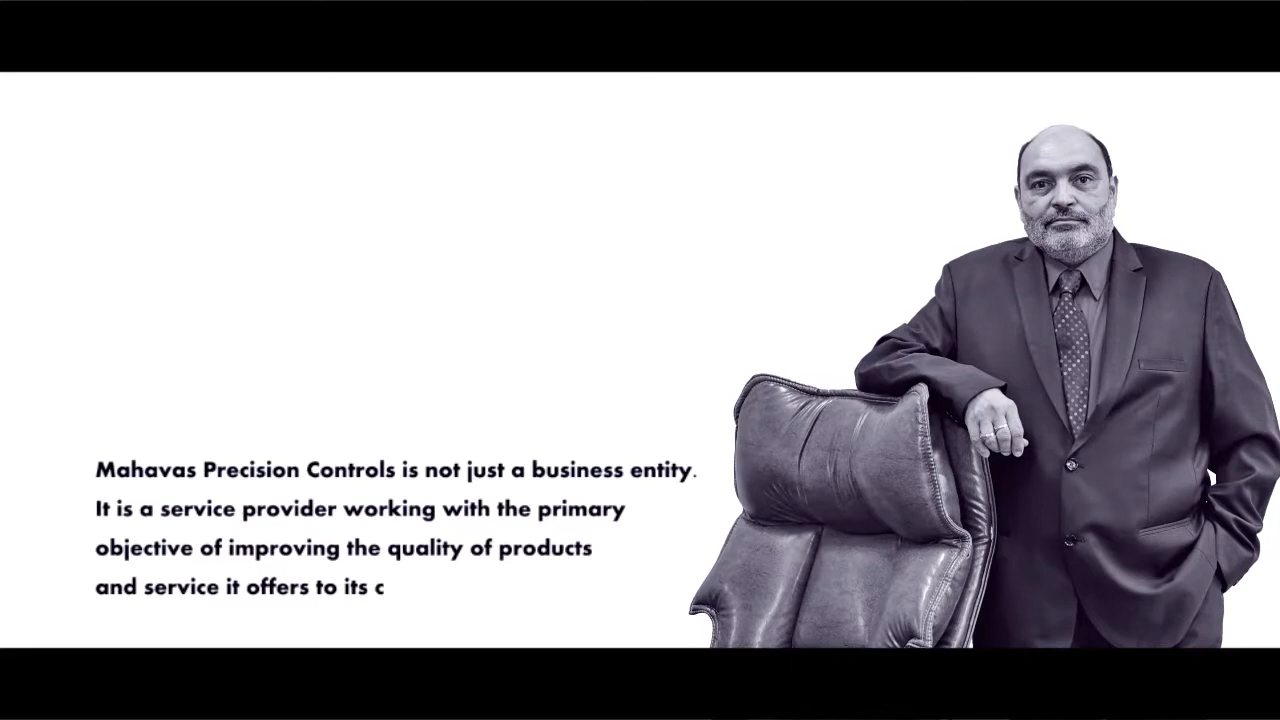 Mahavas Precision Controls is not just a business entity.
It is a service provider working with the primary
objective of improving the quality of products
and service it offers to its c